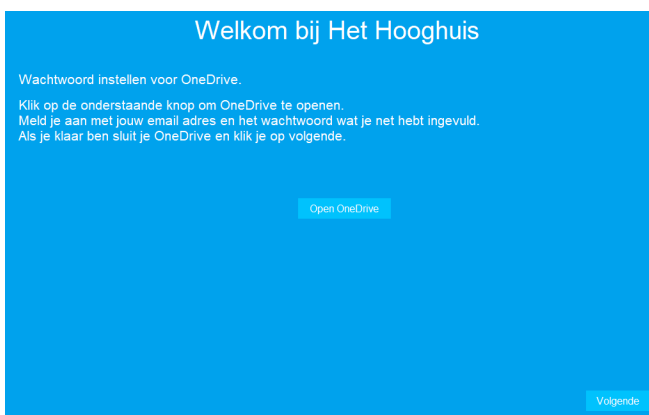 Welkom bij Het Hooghuis
Wachtwoord instellen voor OneDrive.
Klik op de onderstaande knop om OneDrive te openen.
Meld je aan met jouw email adres en het wachtwoord wat je net hebt ingevuld.
Als je klaar ben sluit je OneDrive en klik je op volgende.
Open OneDrive
Volgende